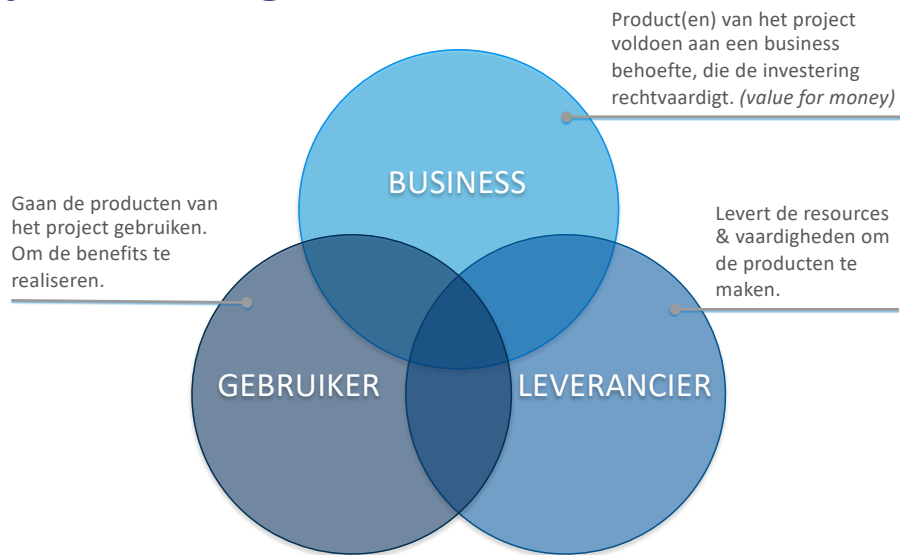 Product(en) van het project
voldoen aan een business
behoefte, die de investering
rechtvaardigt. (value for money)
BUSINESS
Gaan de producten van
het project gebruiken.
Om de benefits te
realiseren.
Levert de resources
& vaardigheden om
de producten te
maken.
GEBRUIKER
LEVERANCIER